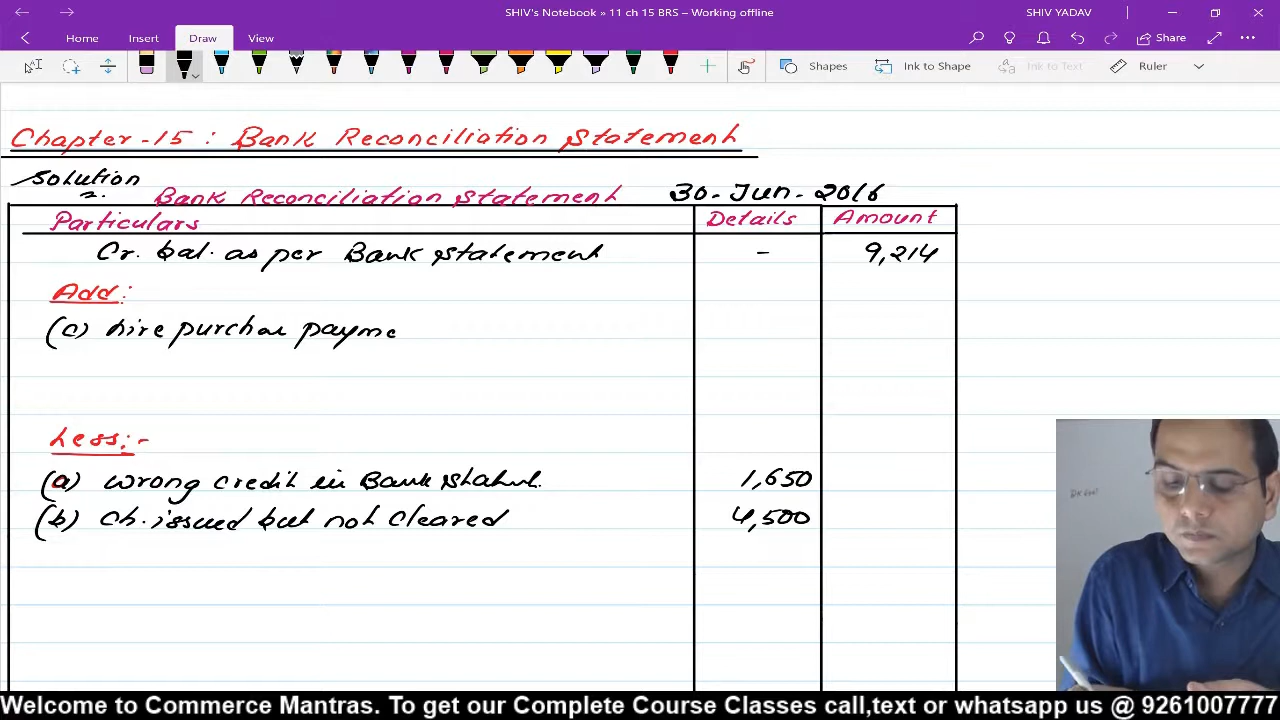 SHIV's Notebook » 11 ch 15 BRS – Working offline
SHIV YADAV
Home Insert Draw View
Share
Shapes Ink to Shape Ink to Text Ruler
Chapter-15 : Bank Reconciliation Statement
Solution
Bank Reconciliation Statement 30-Jun-2016
Particulars Details Amount
Cr. bal. as per Bank Statement - 9,214
Add:
(c) hire purchase payme
Less:-
(a) wrong credit in Bank 1,650
(b) Ch. issued but not cleared 4,500
Welcome to Commerce Mantras. To get our Complete Course Classes call,text or whatsapp us @ 9261007777